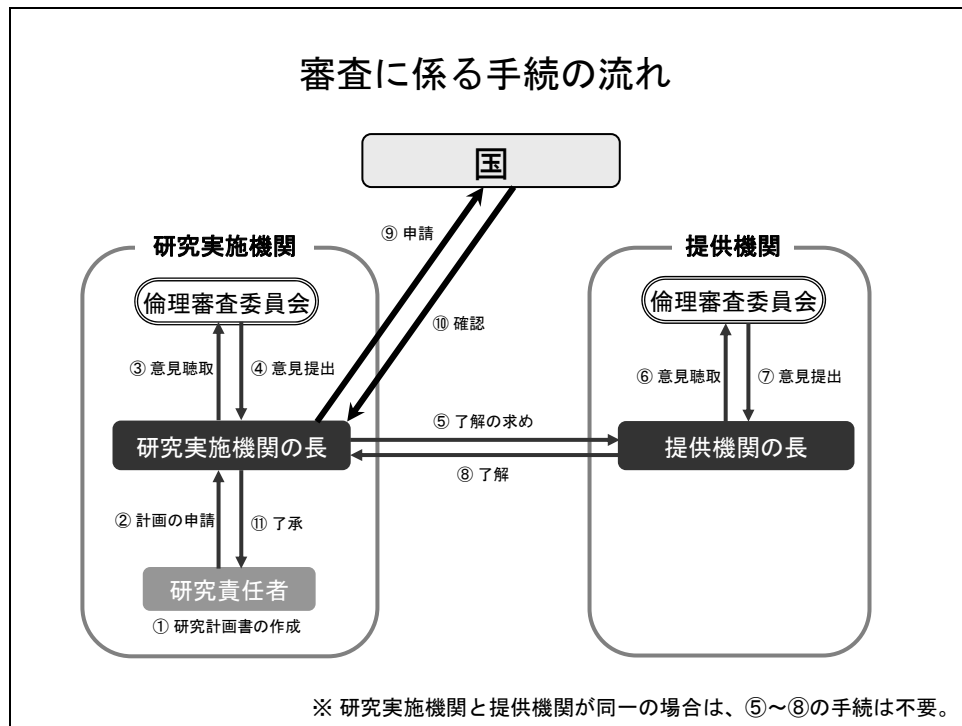 審査に係る手続の流れ
国
⑨ 申請
⑩ 確認
研究実施機関
倫理審査委員会
③ 意見聴取
④ 意見提出
研究実施機関の長
② 計画の申請
⑪ 了承
研究責任者
① 研究計画書の作成
⑤ 了解の求め
⑧ 了解
提供機関
倫理審査委員会
⑥ 意見聴取
⑦ 意見提出
提供機関の長
※ 研究実施機関と提供機関が同一の場合は、⑤～⑧の手続は不要。